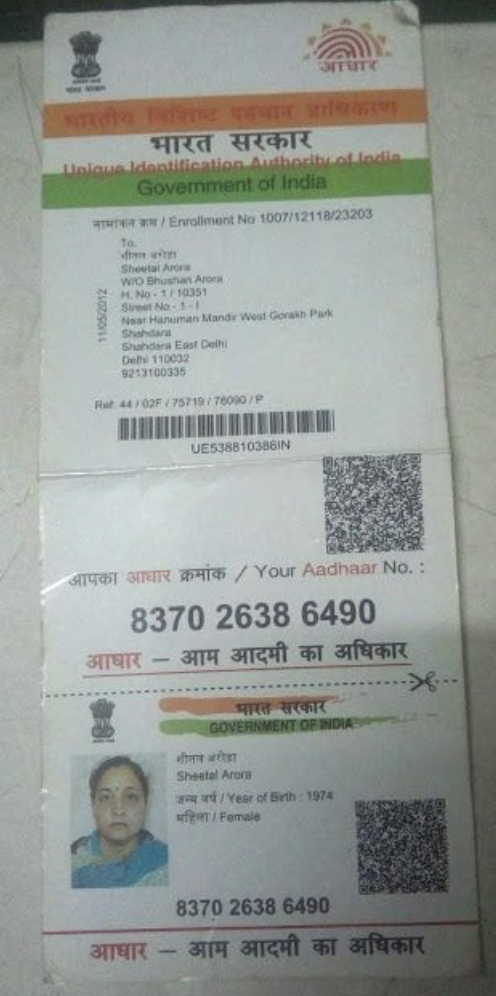 भारत सरकार
आधार
भारतीय विशिष्ट पहचान प्राधिकरण
भारत सरकार
Unique Identification Authority of India
Government of India
नामांकन क्रम / Enrollment No 1007/12118/23203
To,
शीतल अरोड़ा
Sheetal Arora
W/O Bhushan Arora
H. No - 1 / 10351
Street No - 1 - I
Near Hanuman Mandir West Gorakh Park
Shahdara
Shahdara East Delhi
Delhi 110032
9213100335
11/05/2012
Ref: 44 / 02F / 75719 / 76090 / P
UE538810386IN
आपका आधार क्रमांक / Your Aadhaar No. :
8370 2638 6490
आधार – आम आदमी का अधिकार
भारत सरकार
GOVERNMENT OF INDIA
शीतल अरोड़ा
Sheetal Arora
जन्म वर्ष / Year of Birth : 1974
महिला / Female
8370 2638 6490
आधार – आम आदमी का अधिकार